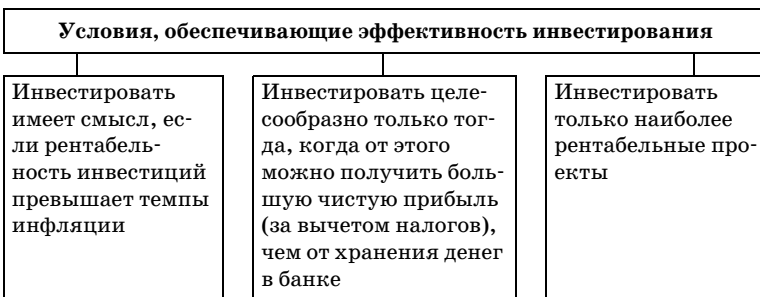 Условия, обеспечивающие эффективность инвестирования
Инвестировать
имеет смысл, ес-
ли рентабель-
ность инвестиций
превышает темпы
инфляции
Инвестировать целе-
сообразно только тог-
да, когда от этого
можно получить боль-
шую чистую прибыль
(за вычетом налогов),
чем от хранения денег
в банке
Инвестировать
только наиболее
рентабельные про-
екты